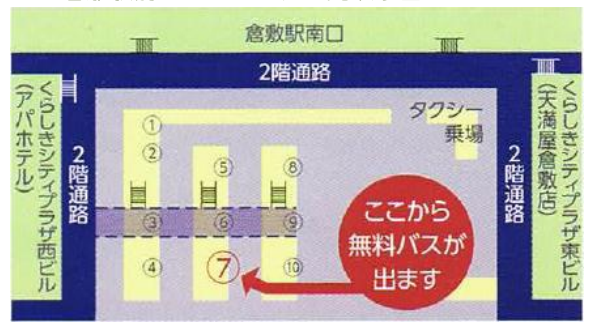 倉敷駅南口
2階通路
くらしきシティプラザ西ビル
(アパホテル)
2階通路
タクシー
乗場
2階通路
くらしきシティプラザ東ビル
(天満屋倉敷店)
①
②
⑤
⑧
③
⑥
⑨
④
⑦
⑩
ここから
無料バスが
出ます